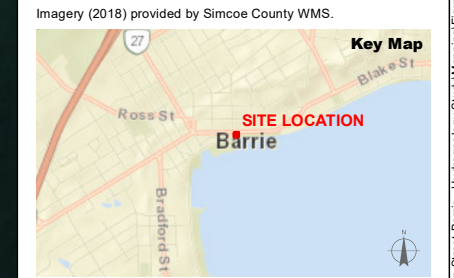 Imagery (2018) provided by Simcoe County WMS.
27
Key Map
Blake St
Ross St
SITE LOCATION
Barrie
Bradford St
N